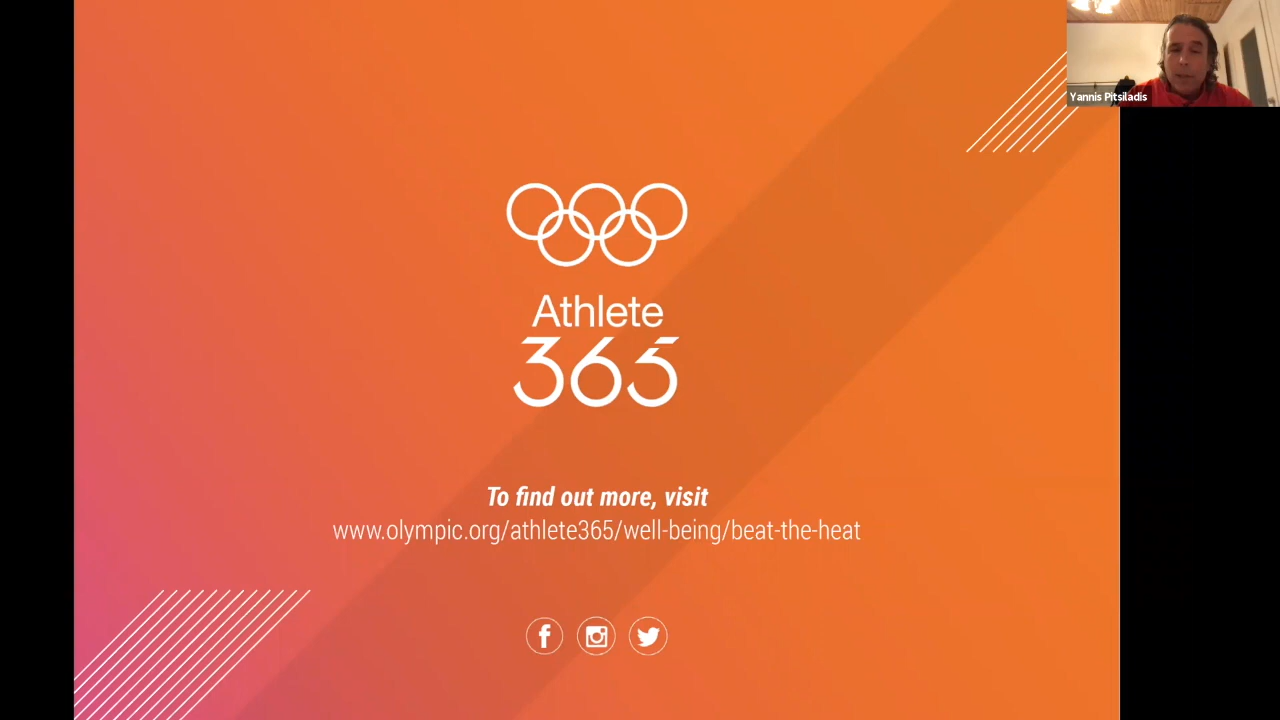 Yannis Pitsiladis
Athlete
365
To find out more, visit
www.olympic.org/athlete365/well-being/beat-the-heat